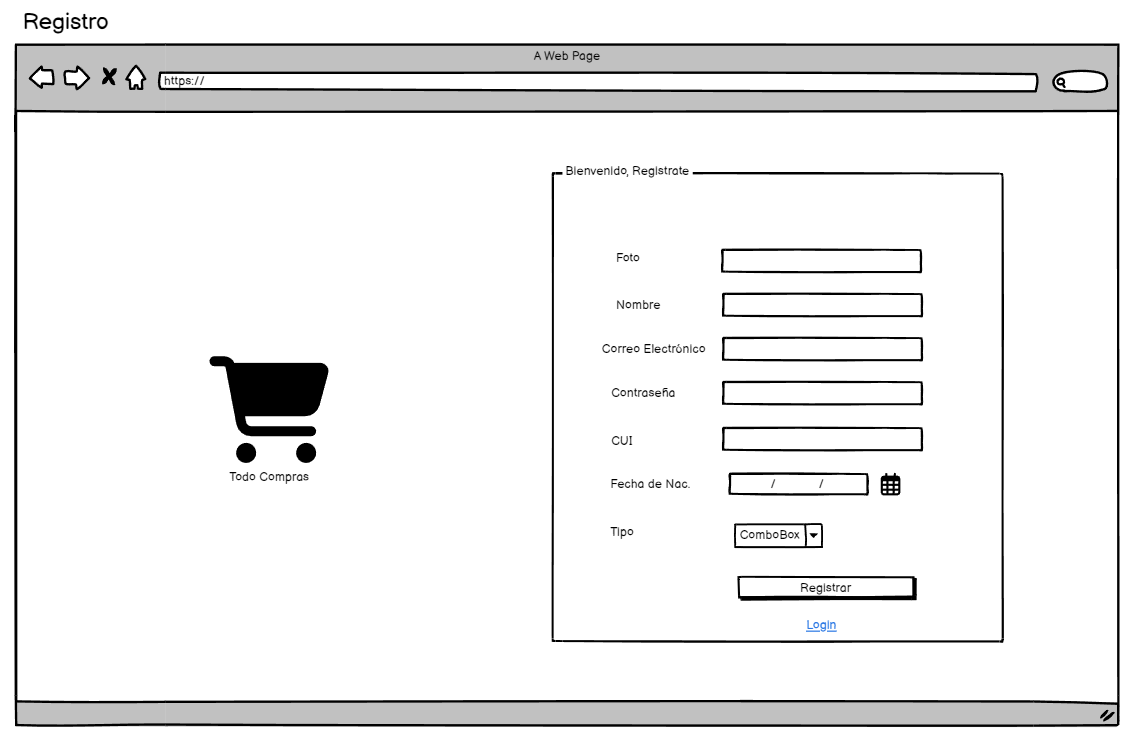 Registro
A Web Page
https://
Bienvenido, Registrate
Foto
Nombre
Correo Electrónico
Contraseña
CUI
Fecha de Nac.
/ /
Tipo
ComboBox
Registrar
Login
Todo Compras